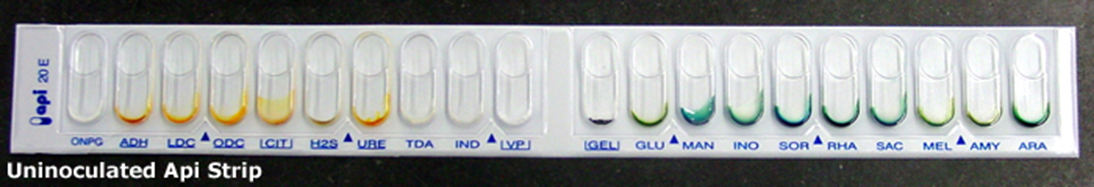 api 20 E
ONPG ADH LDC ODC |CIT| H2S URE TDA IND |VP| |GEL| GLU MAN INO SOR RHA SAC MEL AMY ARA
Uninoculated Api Strip